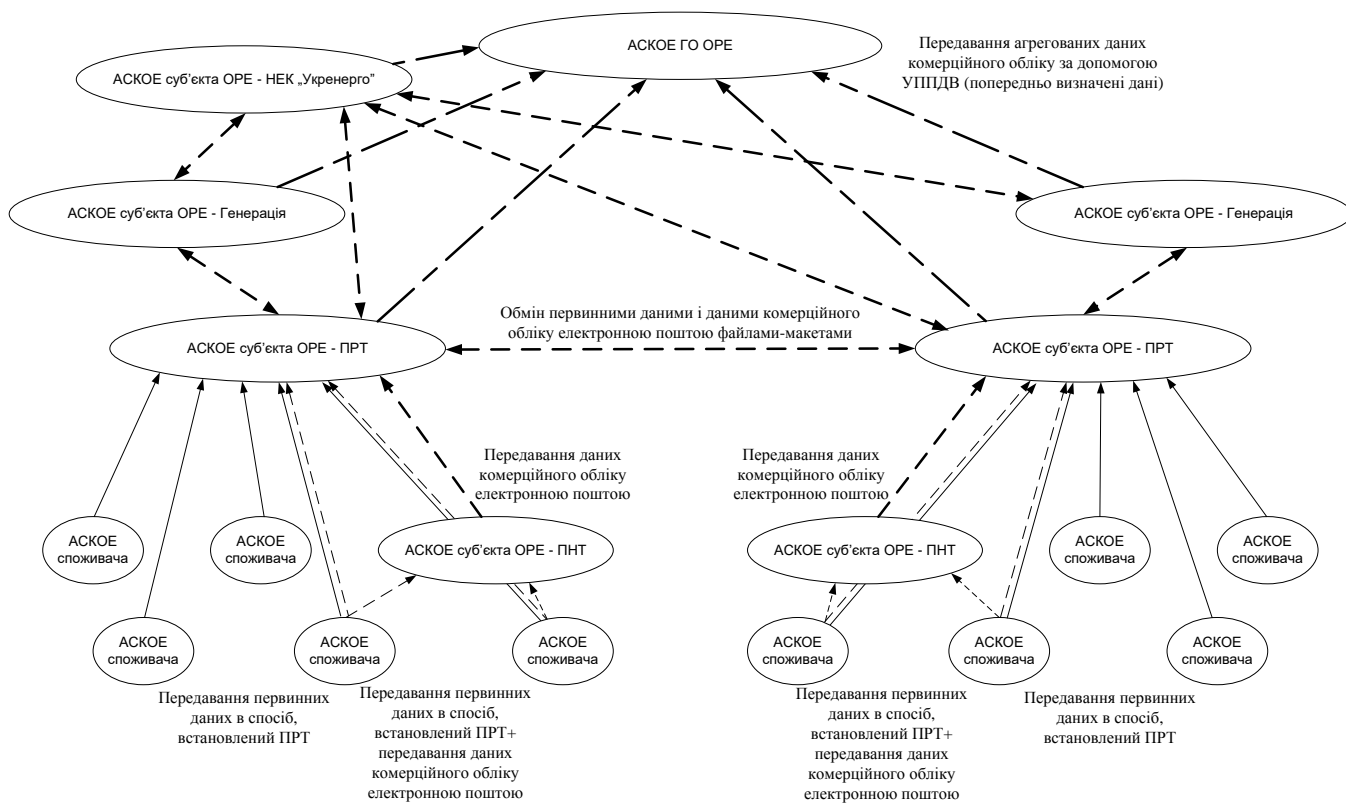 АСКОЕ ГО ОРЕ
Передавання агрегованих даних
комерційного обліку за допомогою
УППДВ (попередньо визначені дані)
АСКОЕ суб'єкта ОРЕ - НЕК „Укренерго”
АСКОЕ суб'єкта ОРЕ - Генерація
АСКОЕ суб'єкта ОРЕ - Генерація
Обмін первинними даними і даними комерційного
обліку електронною поштою файлами-макетами
АСКОЕ суб'єкта ОРЕ - ПРТ
АСКОЕ суб'єкта ОРЕ - ПРТ
Передавання даних
комерційного обліку
електронною поштою
Передавання даних
комерційного обліку
електронною поштою
АСКОЕ
споживача
АСКОЕ
споживача
АСКОЕ суб'єкта ОРЕ - ПНТ
АСКОЕ суб'єкта ОРЕ - ПНТ
АСКОЕ
споживача
АСКОЕ
споживача
АСКОЕ
споживача
АСКОЕ
споживача
АСКОЕ
споживача
АСКОЕ
споживача
АСКОЕ
споживача
АСКОЕ
споживача
Передавання первинних
даних в спосіб,
встановлений ПРТ
Передавання первинних
даних в спосіб,
встановлений ПРТ+
передавання даних
комерційного обліку
електронною поштою
Передавання первинних
даних в спосіб,
встановлений ПРТ+
передавання даних
комерційного обліку
електронною поштою
Передавання первинних
даних в спосіб,
встановлений ПРТ